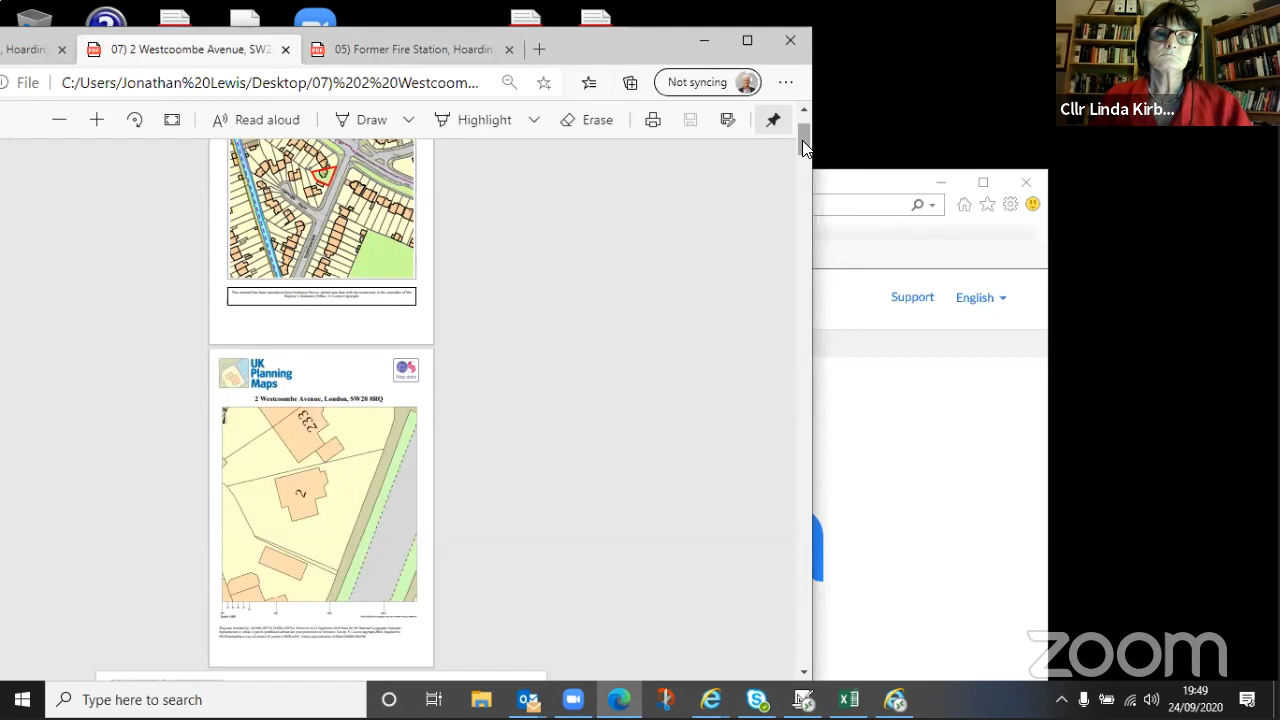 , Hoardin
07) 2 Westcoombe Avenue, SW2
05) Former Fire Station, Hoardin
File
C:/Users/Jonathan%20Lewis/Desktop/07)%202%20Westcoom...
Not syncing
Read aloud
Draw
Highlight
Erase
Cllr Linda Kirb...
Support
English
UK
Planning
Maps
Map data
2 Westcoombe Avenue, London, SW20 0RQ
233
2
zoom
Type here to search
19:49
24/09/2020